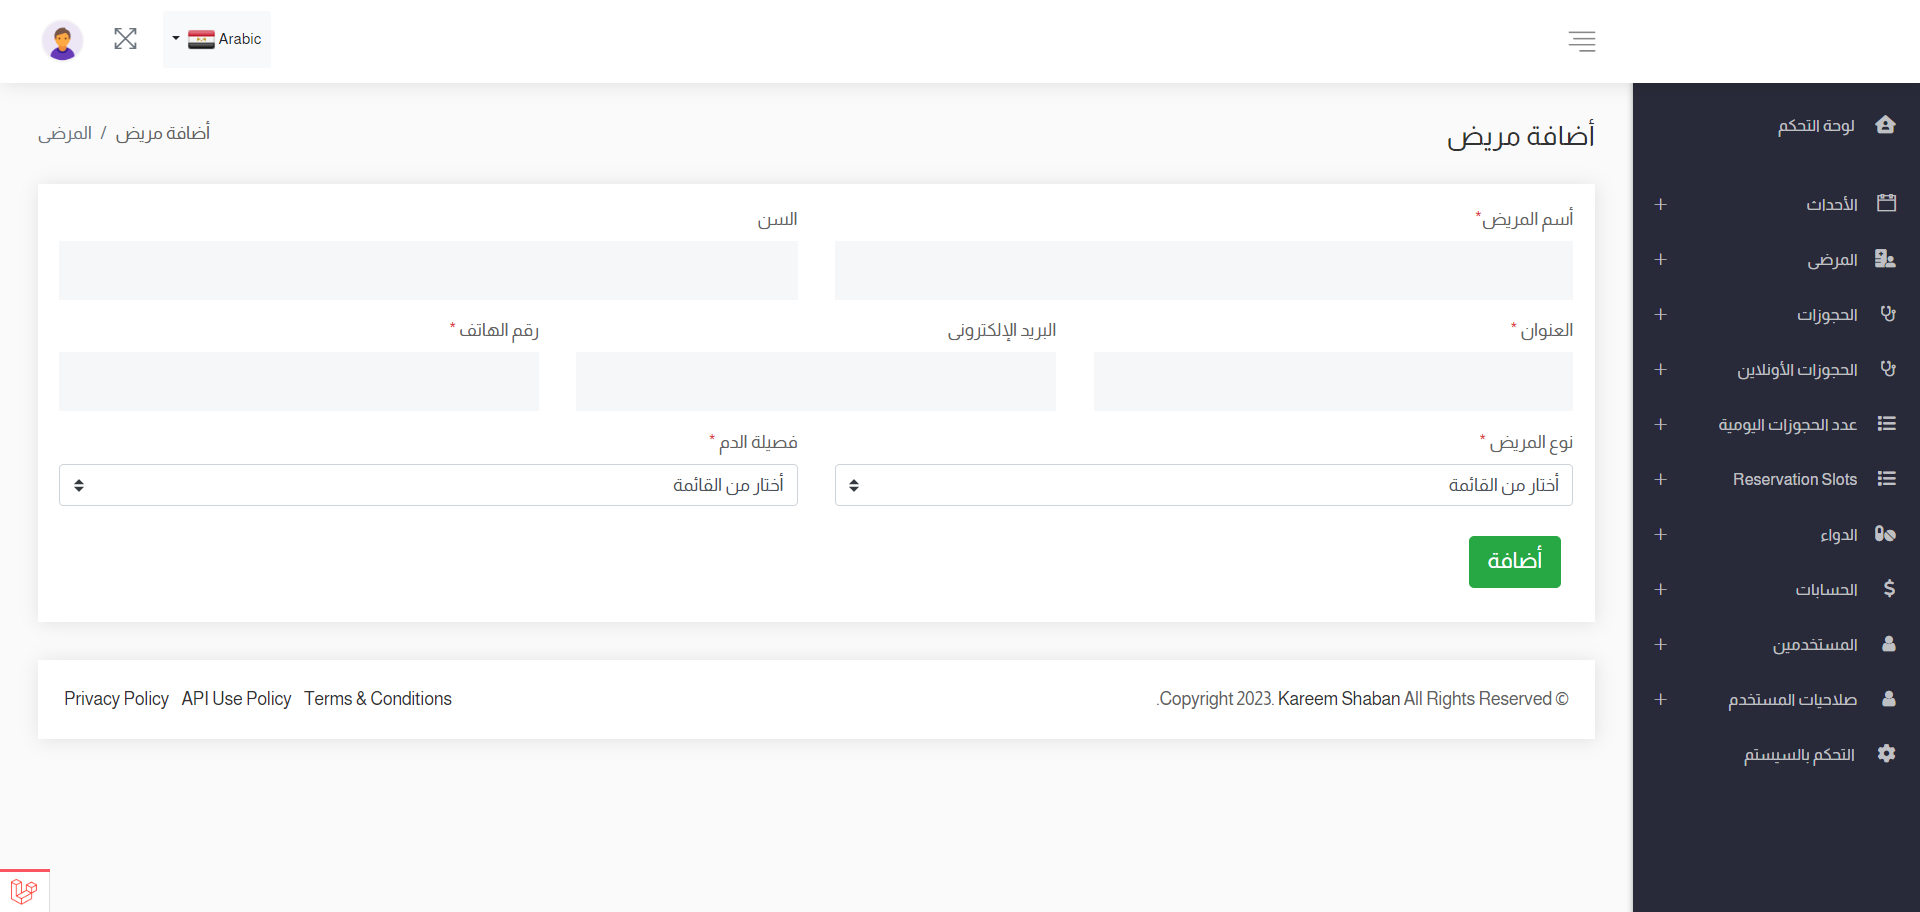 Arabic
لوحة التحكم
الأحداث
المرضى
الحجوزات
الحجوزات الأونلاين
عدد الحجوزات اليومية
Reservation Slots
الدواء
الحسابات
المستخدمين
صلاحيات المستخدم
التحكم بالسيستم
أضافة مريض
أضافة مريض / المرضى
أسم المريض*
السن
العنوان *
البريد الإلكترونى
رقم الهاتف *
نوع المريض *
فصيلة الدم *
أختار من القائمة
أختار من القائمة
أضافة
.Copyright 2023. Kareem Shaban All Rights Reserved ©
Privacy Policy API Use Policy Terms & Conditions